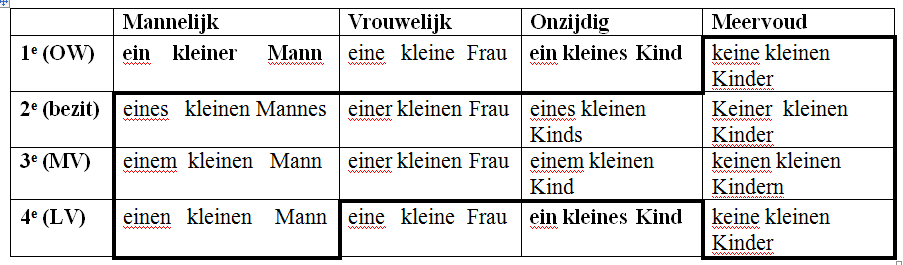 Mannelijk Vrouwelijk Onzijdig Meervoud
1e (OW) ein kleiner Mann eine kleine Frau ein kleines Kind keine kleinen
Kinder
2e (bezit) eines kleinen Mannes einer kleinen Frau eines kleinen Keiner kleinen
Kinds Kinder
3e (MV) einem kleinen Mann einer kleinen Frau einem kleinen keinen kleinen
Kind Kindern
4e (LV) einen kleinen Mann eine kleine Frau ein kleines Kind keine kleinen
Kinder